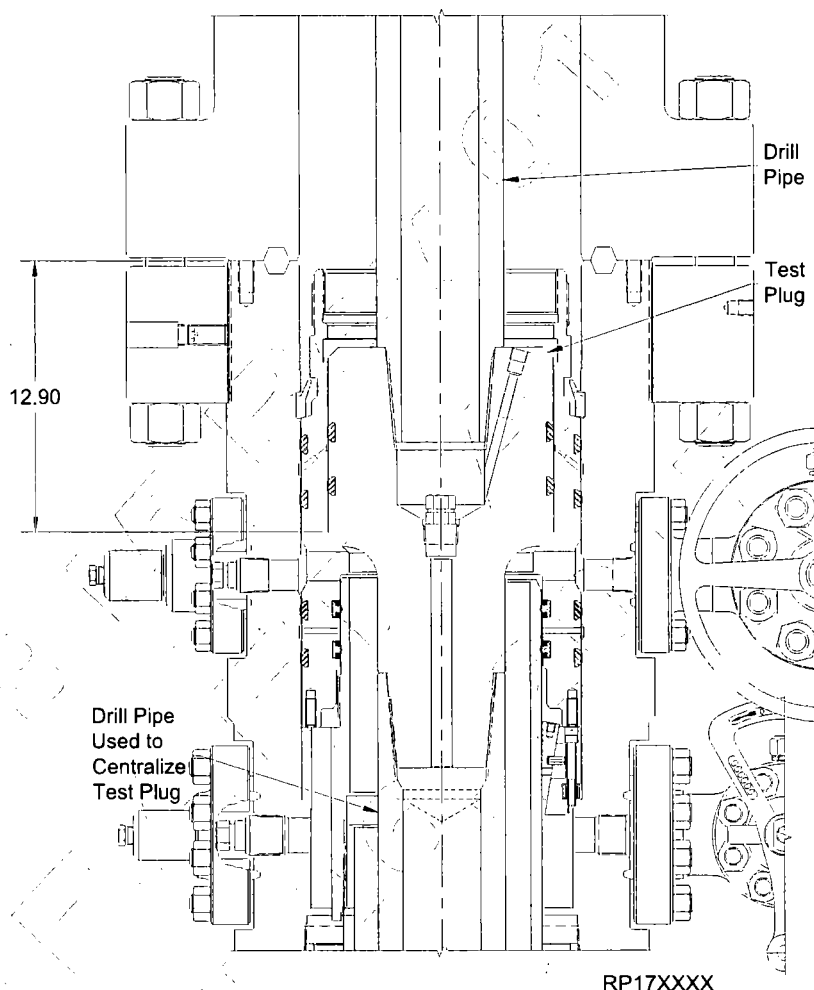 Drill
Pipe
Test
Plug
12.90
Drill Pipe
Used to
Centralize
Test Plug
RP17XXXX